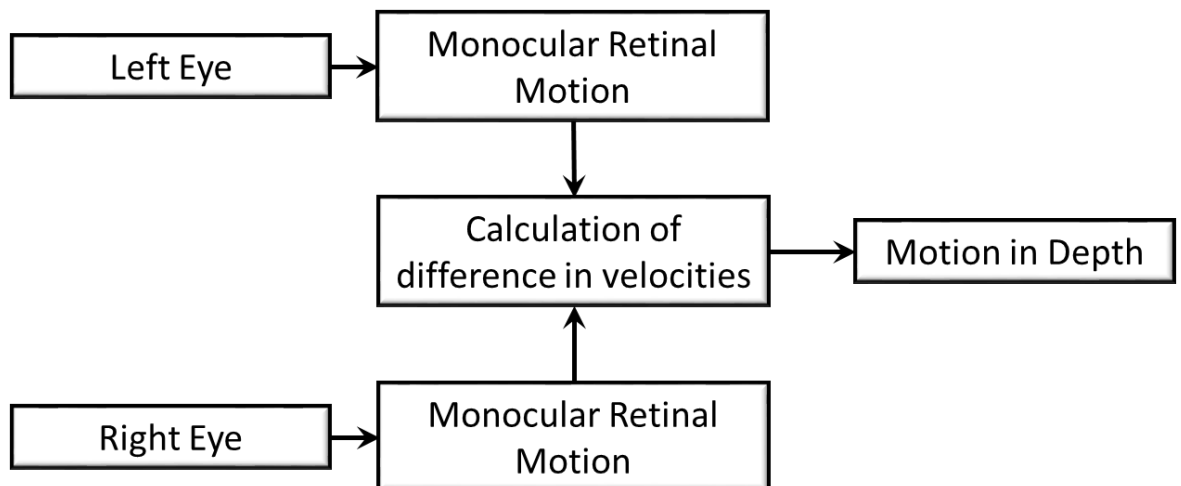 Left Eye
Monocular Retinal
Motion
Calculation of
difference in velocities
Motion in Depth
Right Eye
Monocular Retinal
Motion